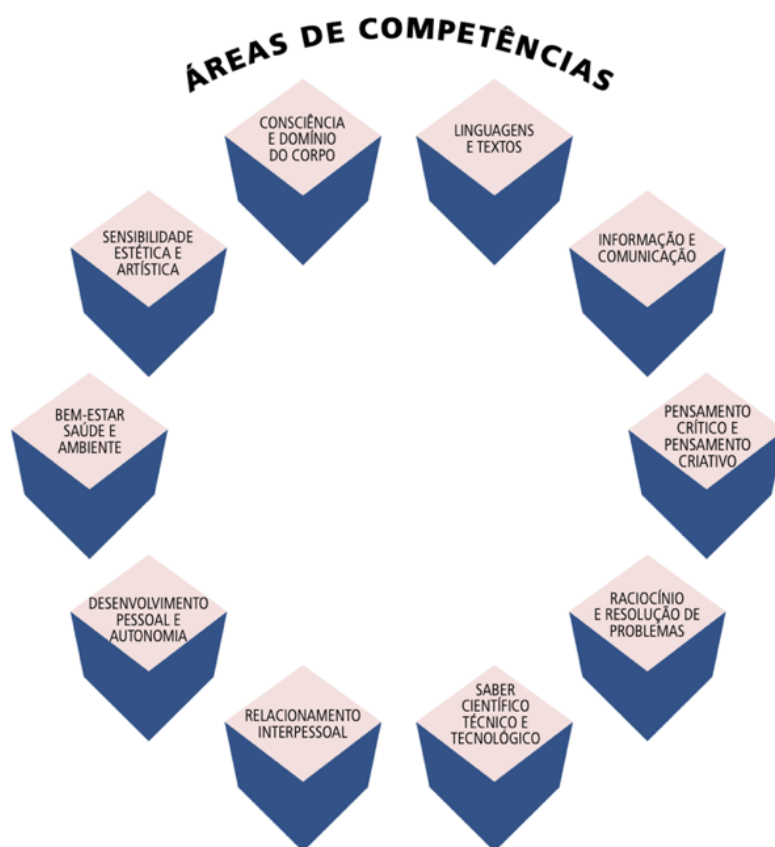 ÁREAS DE COMPETÊNCIAS
CONSCIÊNCIA
E DOMÍNIO
DO CORPO
LINGUAGENS
E TEXTOS
SENSIBILIDADE
ESTÉTICA E
ARTÍSTICA
INFORMAÇÃO E
COMUNICAÇÃO
BEM-ESTAR
SAÚDE E
AMBIENTE
PENSAMENTO
CRÍTICO E
PENSAMENTO
CRIATIVO
DESENVOLVIMENTO
PESSOAL E
AUTONOMIA
RACIOCÍNIO
E RESOLUÇÃO DE
PROBLEMAS
RELACIONAMENTO
INTERPESSOAL
SABER
CIENTÍFICO
TÉCNICO E
TECNOLÓGICO